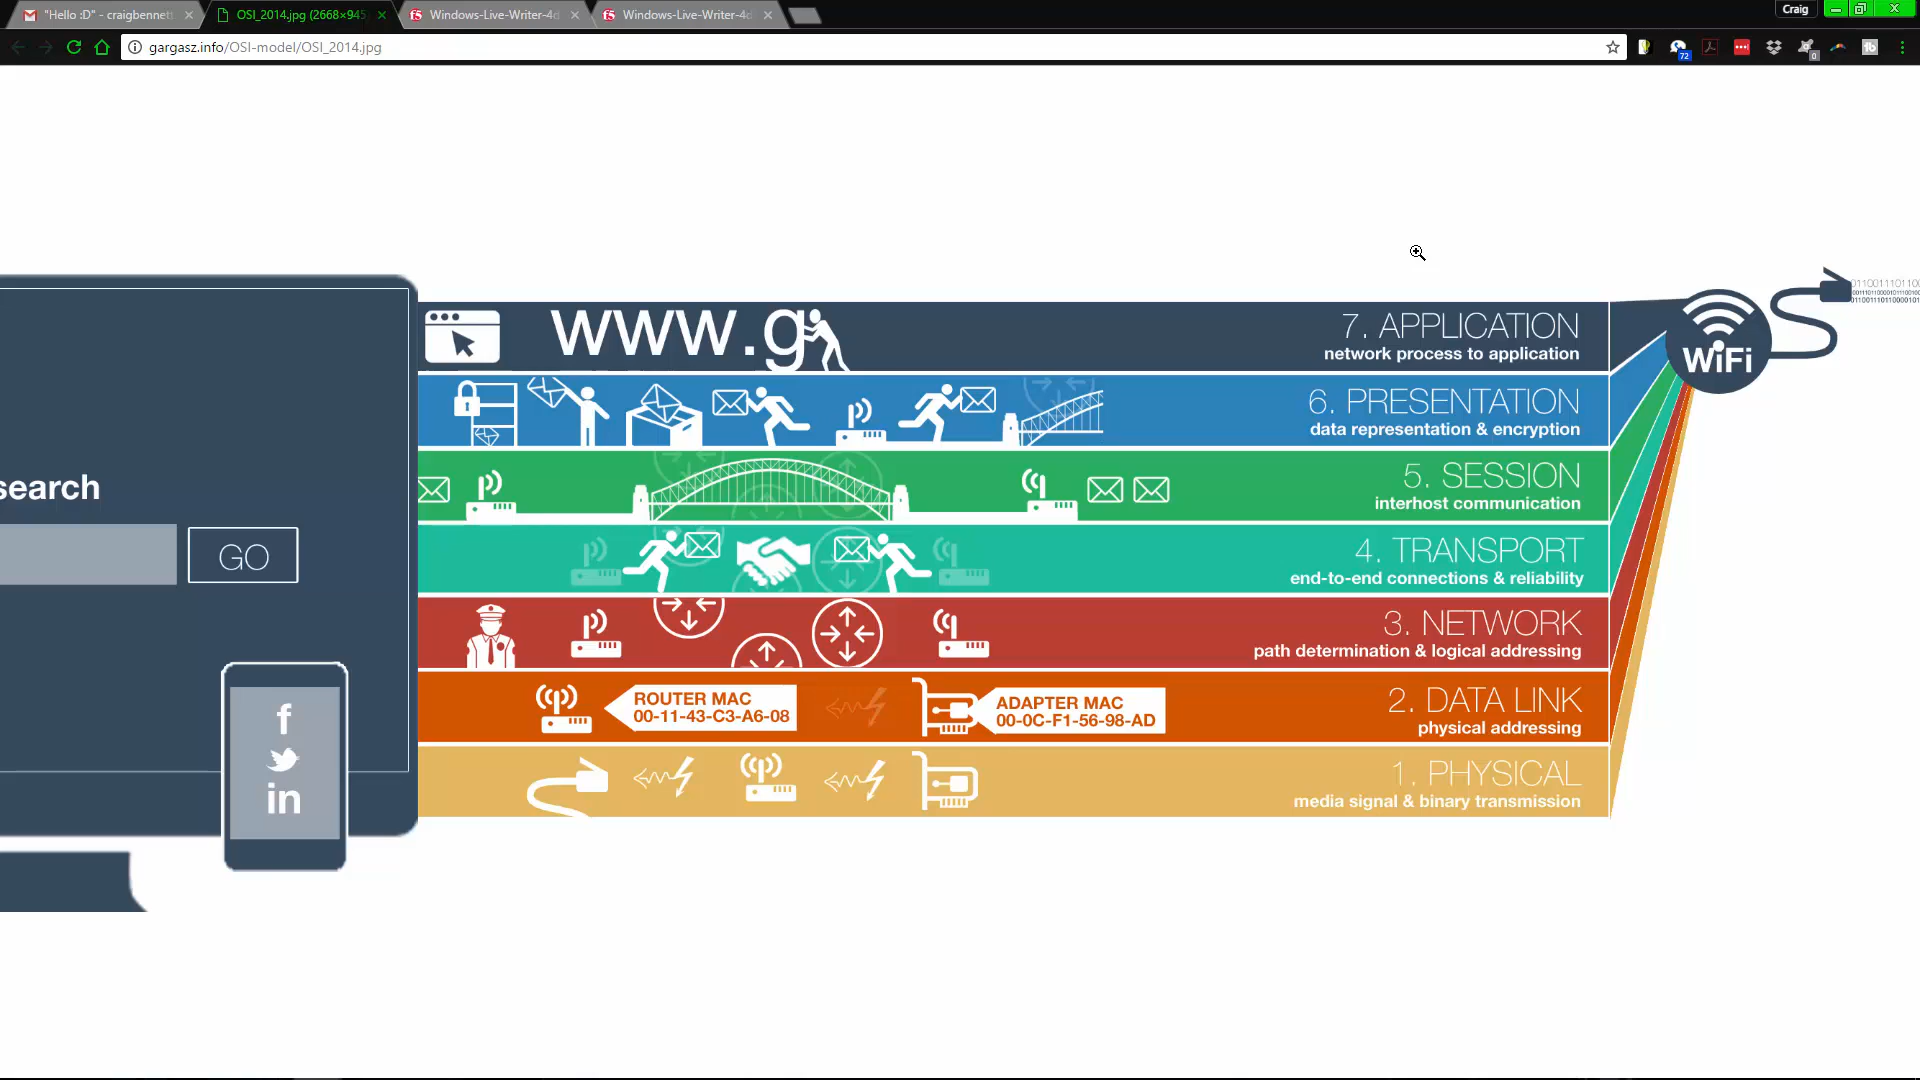 "Hello :D" - craigbennett
OSI_2014.jpg (2668×945
Windows-Live-Writer-4d
Windows-Live-Writer-4d
Craig
gargasz.info/OSI-model/OSI_2014.jpg
72
0
www.g
7. APPLICATION
network process to application
WiFi
6. PRESENTATION
data representation & encryption
search
GO
5. SESSION
interhost communication
4. TRANSPORT
end-to-end connections & reliability
3. NETWORK
path determination & logical addressing
ROUTER MAC
00-11-43-C3-A6-08
ADAPTER MAC
00-0C-F1-56-98-AD
2. DATA LINK
physical addressing
f
in
1. PHYSICAL
media signal & binary transmission